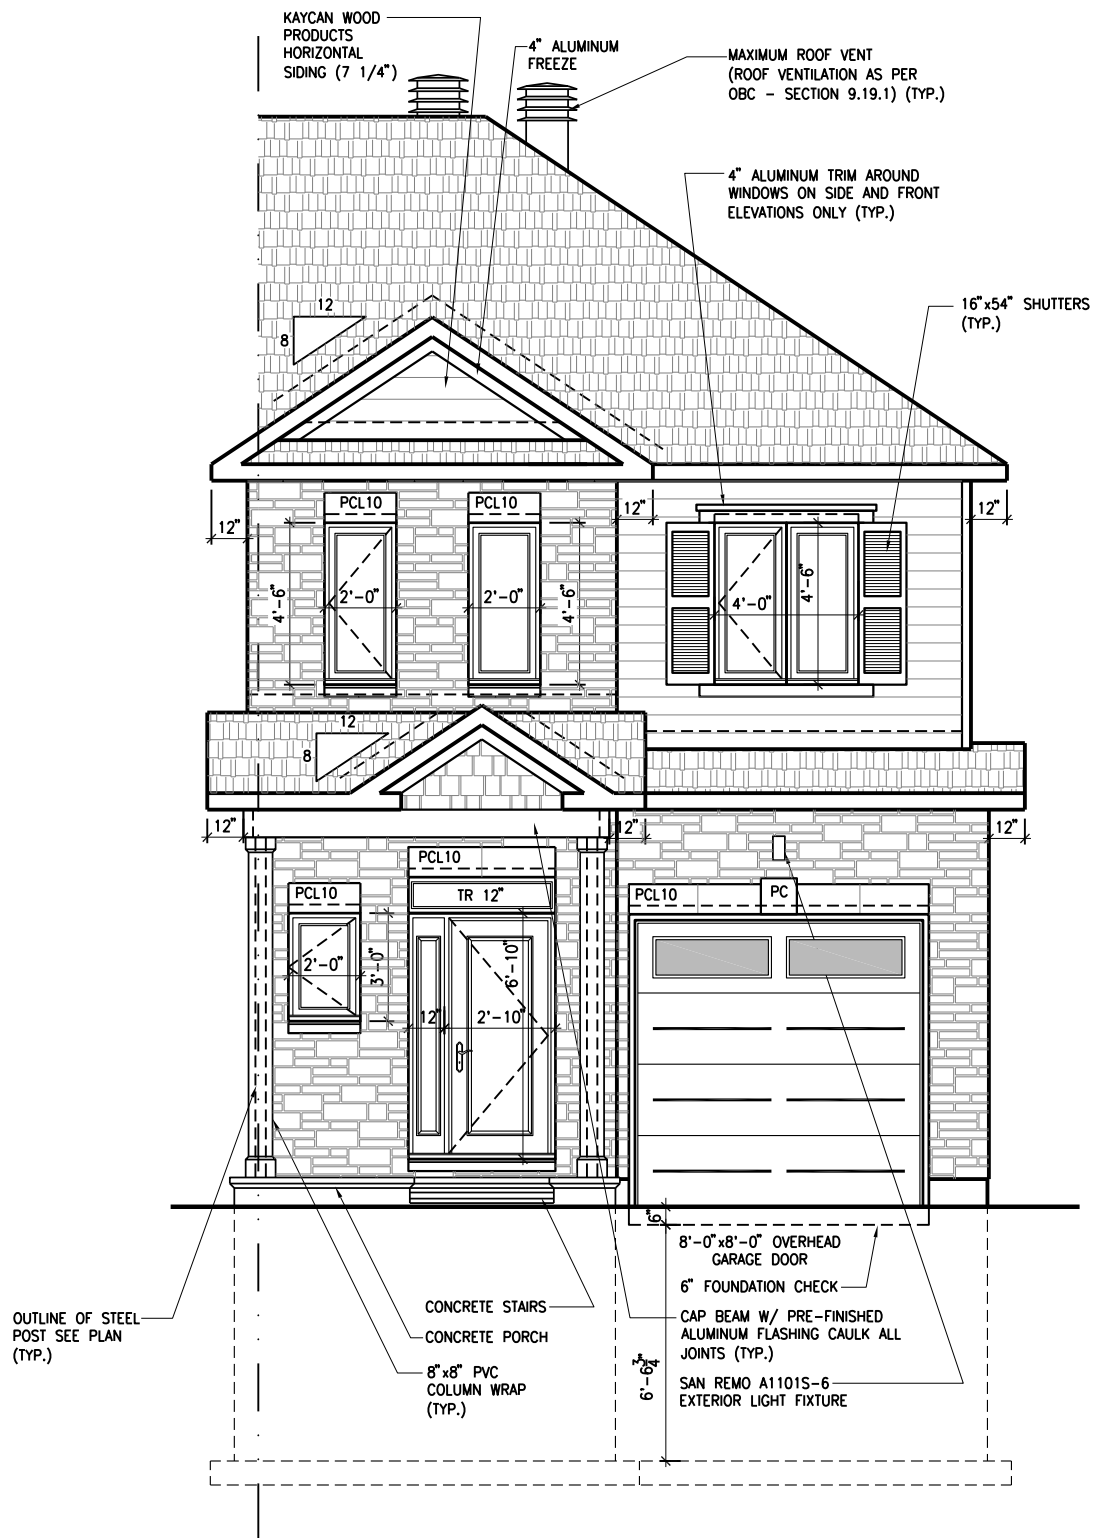 KAYCAN WOOD
PRODUCTS
HORIZONTAL
SIDING (7 1/4")
4" ALUMINUM
FREEZE
MAXIMUM ROOF VENT
(ROOF VENTILATION AS PER
OBC - SECTION 9.19.1) (TYP.)
4" ALUMINUM TRIM AROUND
WINDOWS ON SIDE AND FRONT
ELEVATIONS ONLY (TYP.)
16"x54" SHUTTERS
(TYP.)
12
8
PCL10
PCL10
12"
12"
12"
4'-6"
2'-0"
2'-0"
4'-6"
4'-0"
4'-6"
12
8
12"
12"
12"
PCL10
TR 12"
PCL10
PCL10
PC
2'-0"
3'-0"
6'-10"
12"
2'-10"
6"
8'-0"x8'-0" OVERHEAD
GARAGE DOOR
6" FOUNDATION CHECK
CAP BEAM W/ PRE-FINISHED
ALUMINUM FLASHING CAULK ALL
JOINTS (TYP.)
SAN REMO A1101S-6
EXTERIOR LIGHT FIXTURE
6'-6 3/4"
CONCRETE STAIRS
CONCRETE PORCH
8"x8" PVC
COLUMN WRAP
(TYP.)
OUTLINE OF STEEL
POST SEE PLAN
(TYP.)